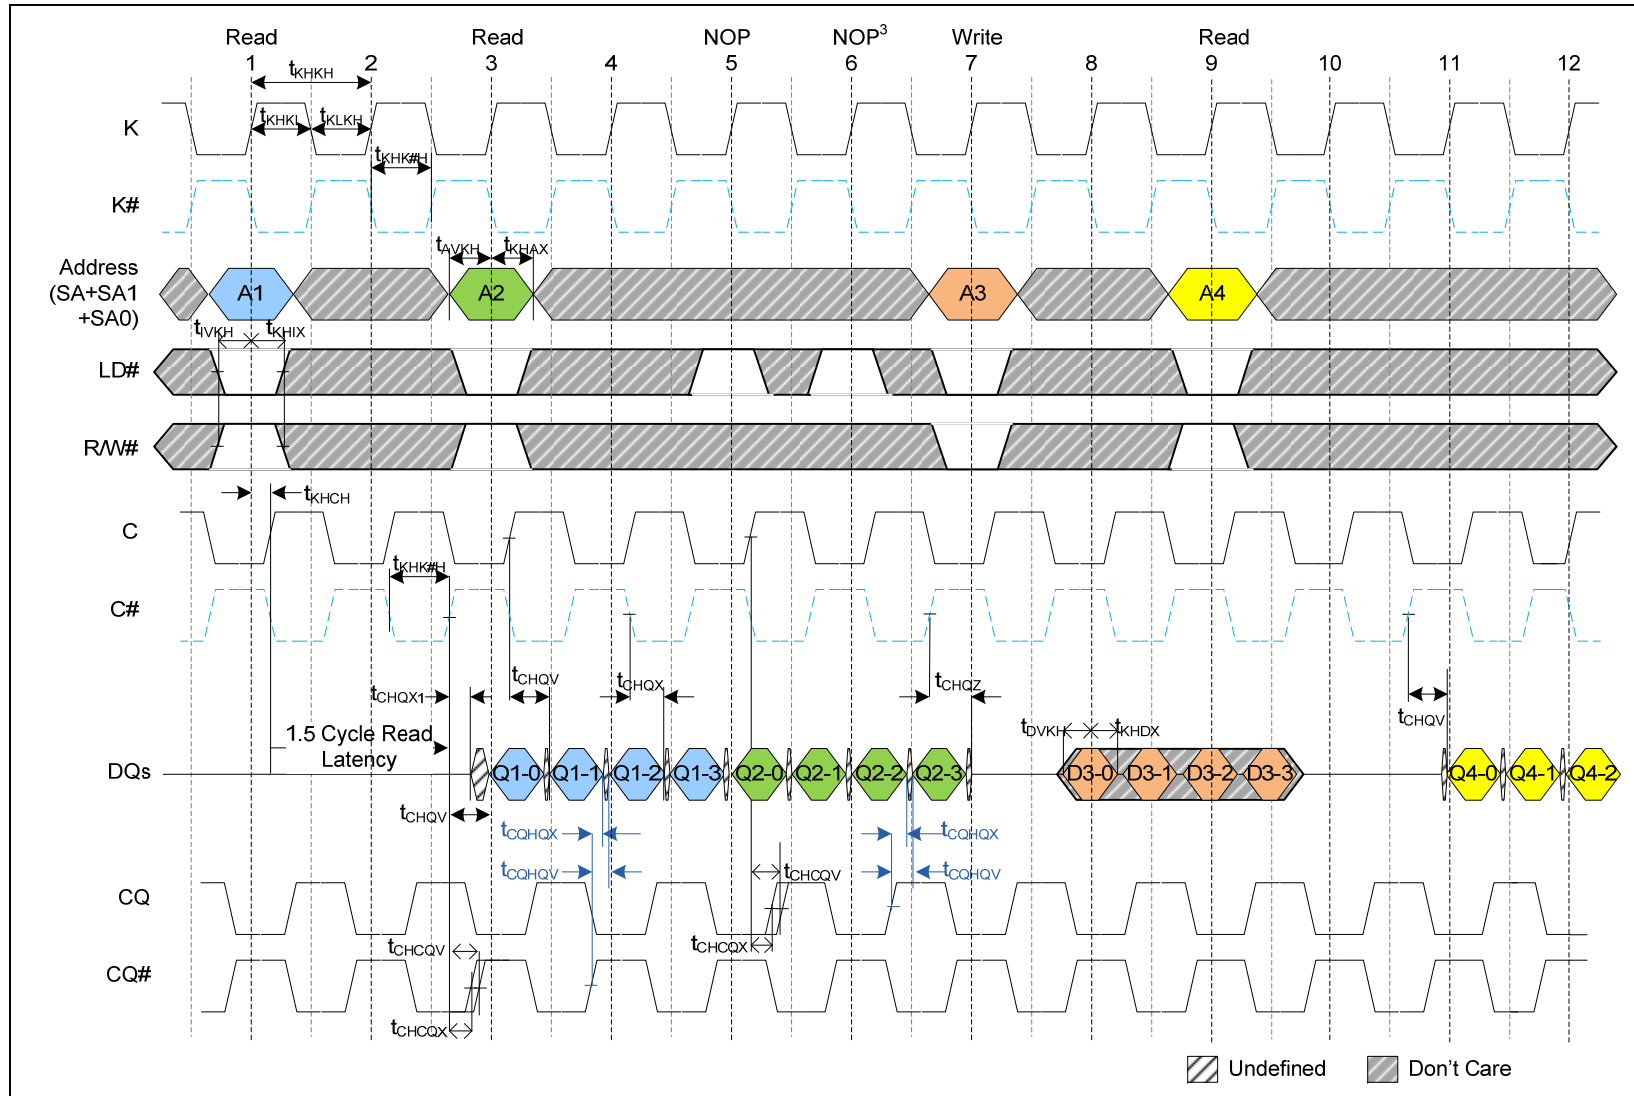 Read Read NOP NOP³ Write Read
1 2 3 4 5 6 7 8 9 10 11 12
tKHKH
K
tKHKL tKLKH
tKHK#H
K#
tAVKH tKHAX
Address
(SA+SA1
+SA0)
A1 A2 A3 A4
tIVKH tKHIX
LD#
R/W#
tKHCH
C
tKHK#H
C#
tCHQX1 tCHQV tCHQX tCHQZ tCHQV
1.5 Cycle Read
Latency
tDVKH tKHDX
DQs
Q1-0 Q1-1 Q1-2 Q1-3 Q2-0 Q2-1 Q2-2 Q2-3 D3-0 D3-1 D3-2 D3-3 Q4-0 Q4-1 Q4-2
tCHQV
tCQHQX tCQHQX
tCQHQV tCHCQV tCQHQV
CQ
tCHCQV tCHCQX
CQ#
tCHCQX
Undefined Don't Care